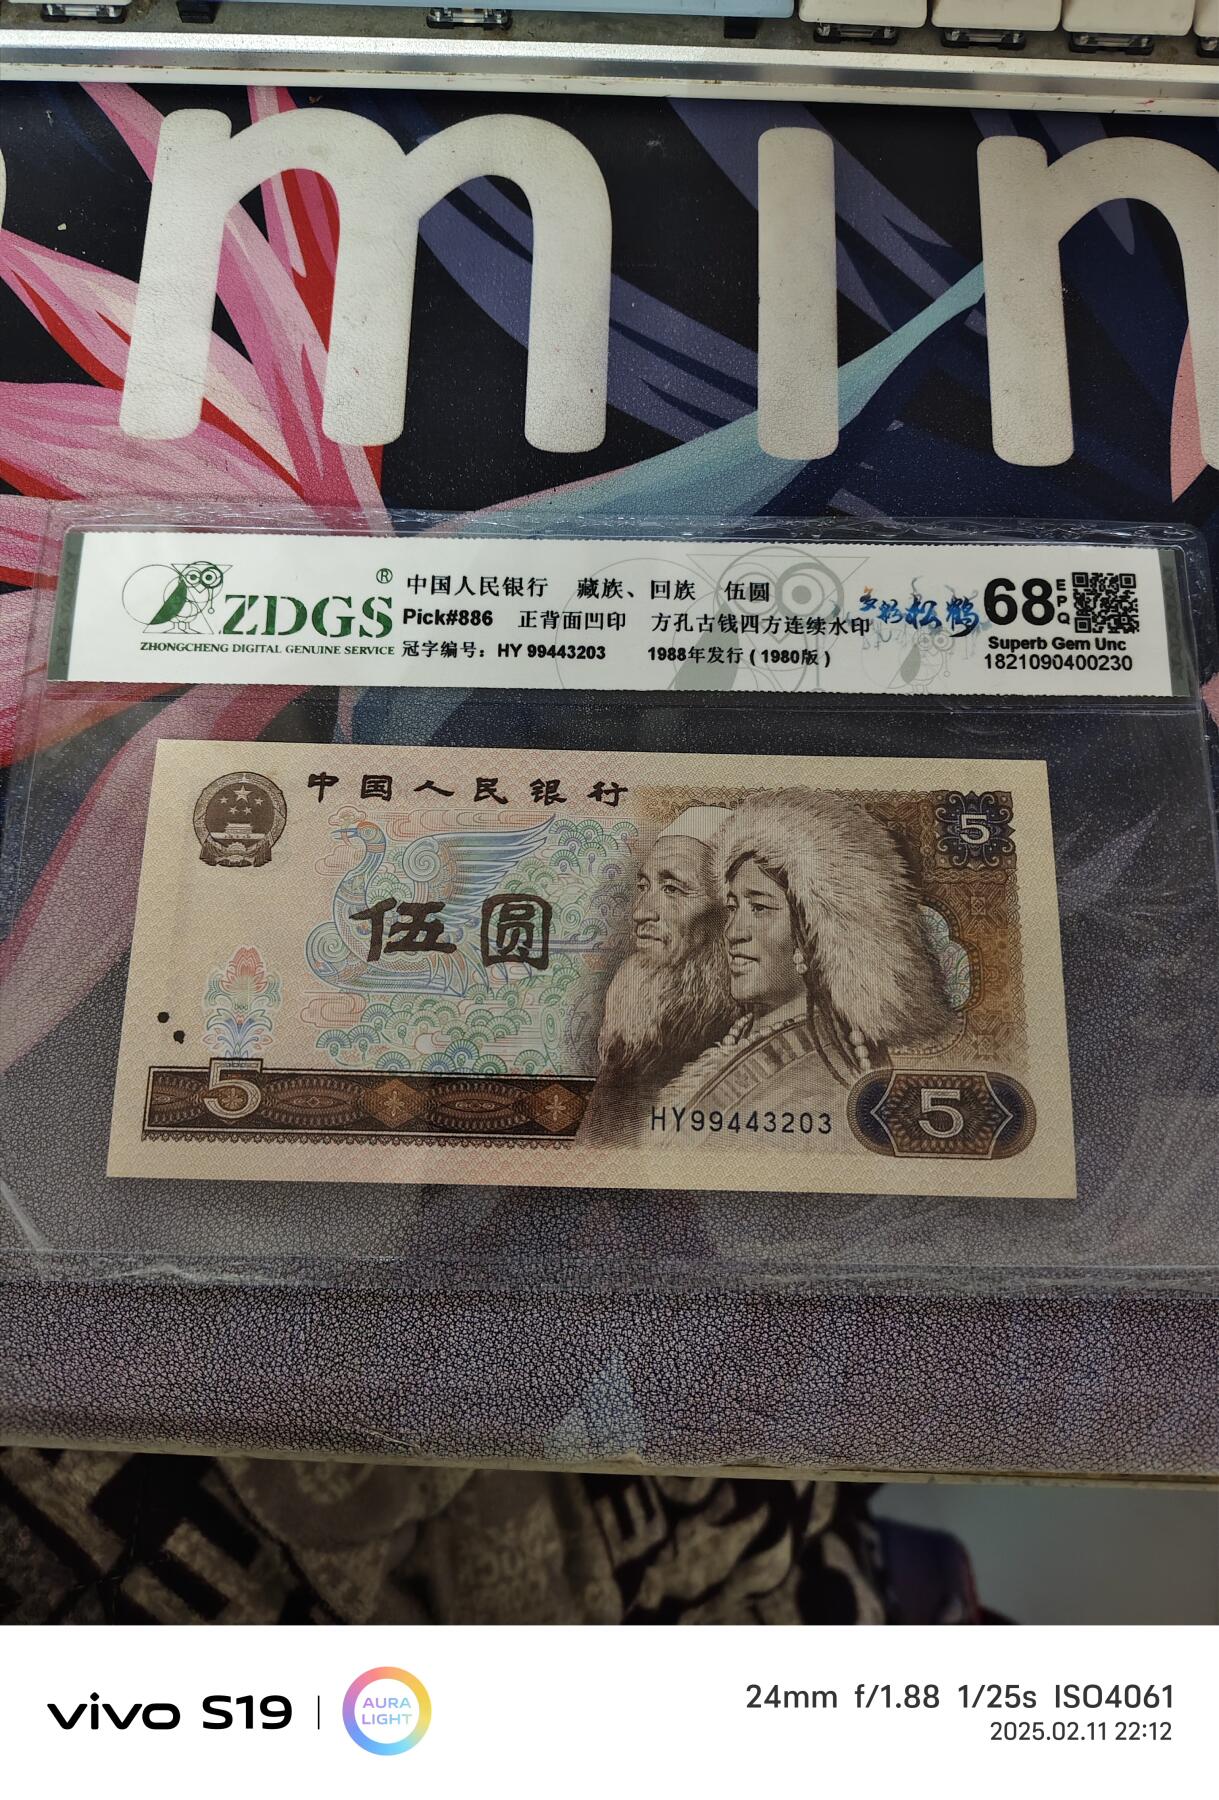 min
ZDGS®
ZHONGCHENG DIGITAL GENUINE SERVICE
中国人民银行 藏族、回族 伍圆
Pick#886 正背面凹印 方孔古钱四方连续水印
冠字编号：HY 99443203 1988年发行(1980版)
松鹤
68 EPQ
Superb Gem Unc
1821090400230
中国人民银行
5
伍圆
5
HY99443203
5
vivo S19 | AURA LIGHT
24mm f/1.88 1/25s ISO4061
2025.02.11 22:12